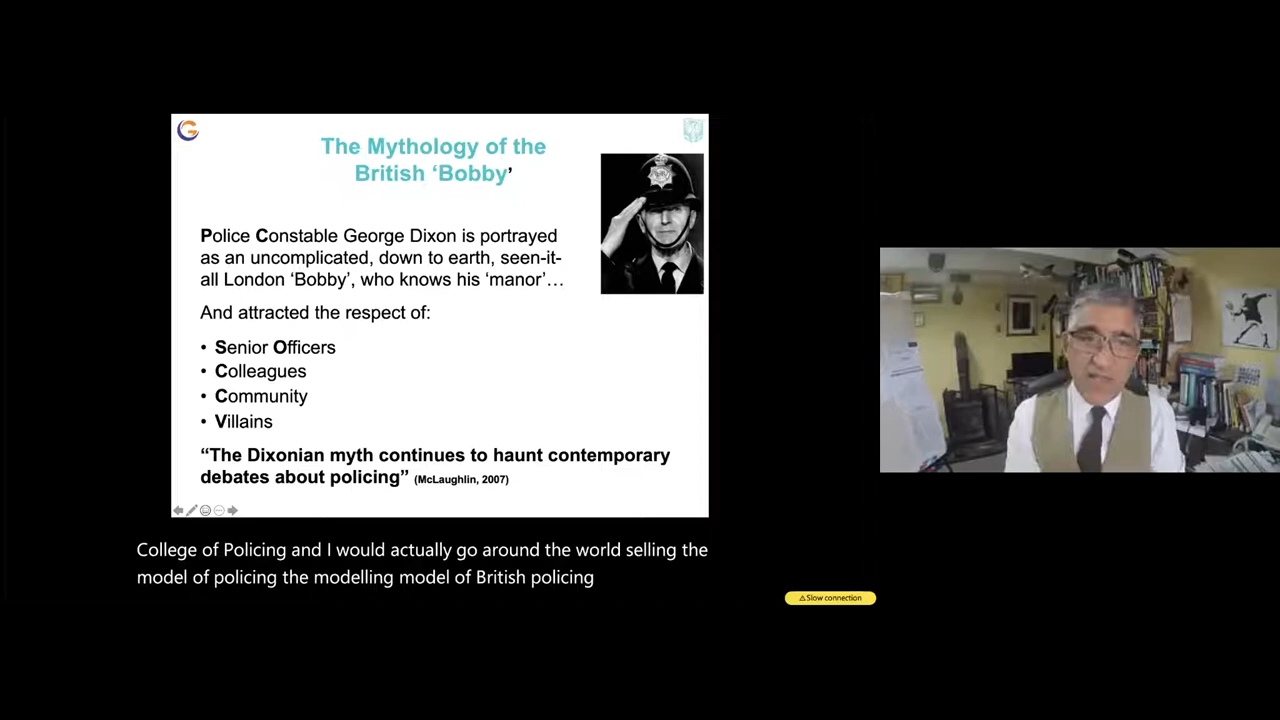 The Mythology of the
British ‘Bobby’
Police Constable George Dixon is portrayed
as an uncomplicated, down to earth, seen-it-
all London ‘Bobby’, who knows his ‘manor’…
And attracted the respect of:
• Senior Officers
• Colleagues
• Community
• Villains
“The Dixonian myth continues to haunt contemporary
debates about policing” (McLaughlin, 2007)
College of Policing and I would actually go around the world selling the
model of policing the modelling model of British policing
⚠Slow connection